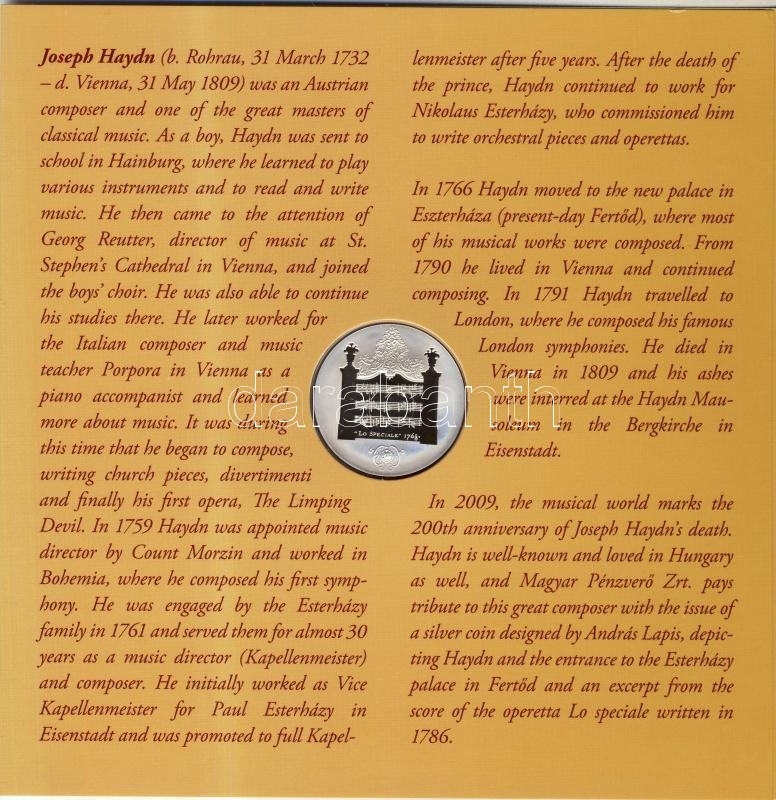 Joseph Haydn (b. Rohrau, 31 March 1732
– d. Vienna, 31 May 1809) was an Austrian
composer and one of the great masters of
classical music. As a boy, Haydn was sent to
school in Hainburg, where he learned to play
various instruments and to read and write
music. He then came to the attention of
Georg Reutter, director of music at St.
Stephen's Cathedral in Vienna, and joined
the boys' choir. He was also able to continue
his studies there. He later worked for
the Italian composer and music
teacher Porpora in Vienna as a
piano accompanist and learned
more about music. It was during
this time that he began to compose,
writing church pieces, divertimenti
and finally his first opera, The Limping
Devil. In 1759 Haydn was appointed music
director by Count Morzin and worked in
Bohemia, where he composed his first symp-
hony. He was engaged by the Esterházy
family in 1761 and served them for almost 30
years as a music director (Kapellenmeister)
and composer. He initially worked as Vice
Kapellenmeister for Paul Esterházy in
Eisenstadt and was promoted to full Kapel-
lenmeister after five years. After the death of
the prince, Haydn continued to work for
Nikolaus Esterházy, who commissioned him
to write orchestral pieces and operettas.
In 1766 Haydn moved to the new palace in
Eszterháza (present-day Fertőd), where most
of his musical works were composed. From
1790 he lived in Vienna and continued
composing. In 1791 Haydn travelled to
London, where he composed his famous
London symphonies. He died in
Vienna in 1809 and his ashes
were interred at the Haydn Mau-
soleum in the Bergkirche in
Eisenstadt.
In 2009, the musical world marks the
200th anniversary of Joseph Haydn's death.
Haydn is well-known and loved in Hungary
as well, and Magyar Pénzverő Zrt. pays
tribute to this great composer with the issue of
a silver coin designed by András Lapis, depic-
ting Haydn and the entrance to the Esterházy
palace in Fertőd and an excerpt from the
score of the operetta Lo speciale written in
1786.
"LO SPECIALE" 1768.
darabanth